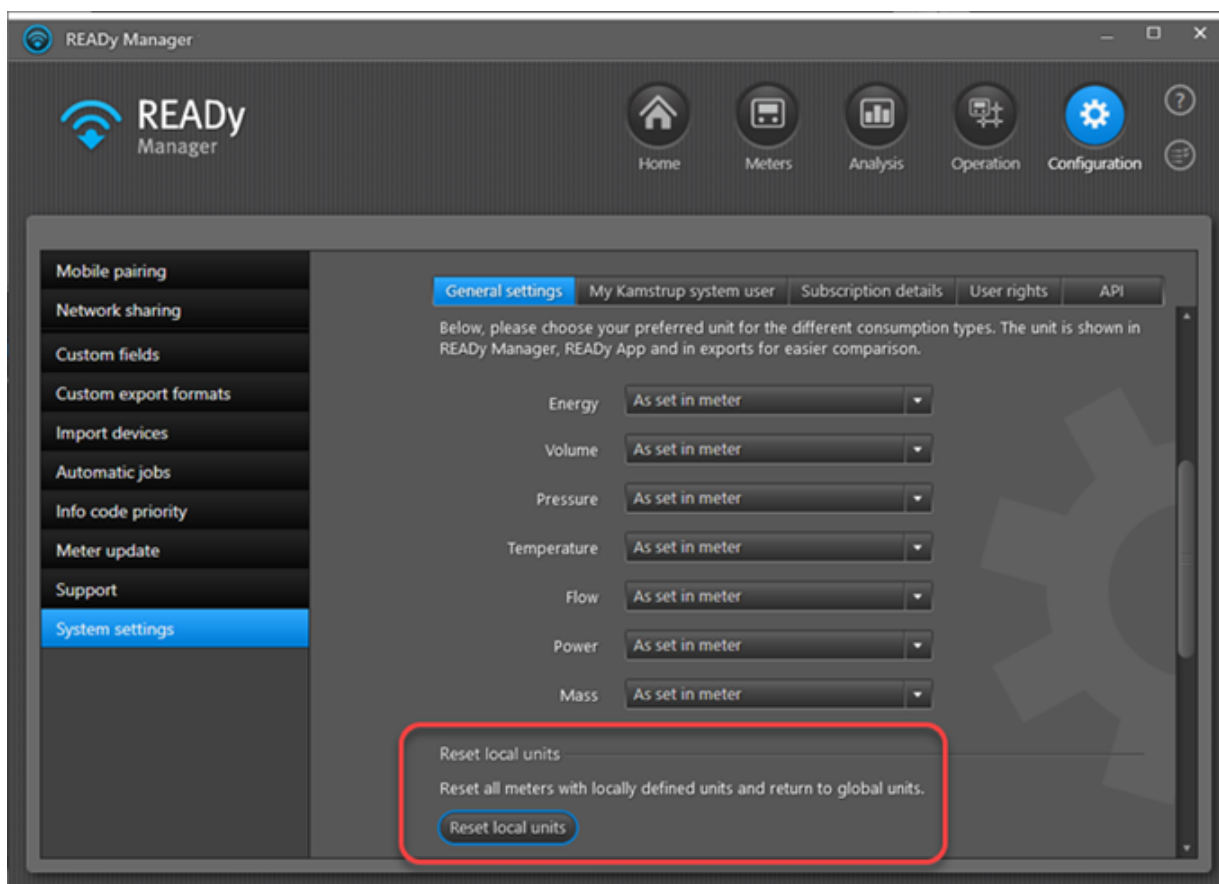 READy Manager
READy
Manager
Home
Meters
Analysis
Operation
Configuration
?
Mobile pairing
Network sharing
Custom fields
Custom export formats
Import devices
Automatic jobs
Info code priority
Meter update
Support
System settings
General settings
My Kamstrup system user
Subscription details
User rights
API
Below, please choose your preferred unit for the different consumption types. The unit is shown in
READy Manager, READy App and in exports for easier comparison.
Energy As set in meter
Volume As set in meter
Pressure As set in meter
Temperature As set in meter
Flow As set in meter
Power As set in meter
Mass As set in meter
Reset local units
Reset all meters with locally defined units and return to global units.
Reset local units